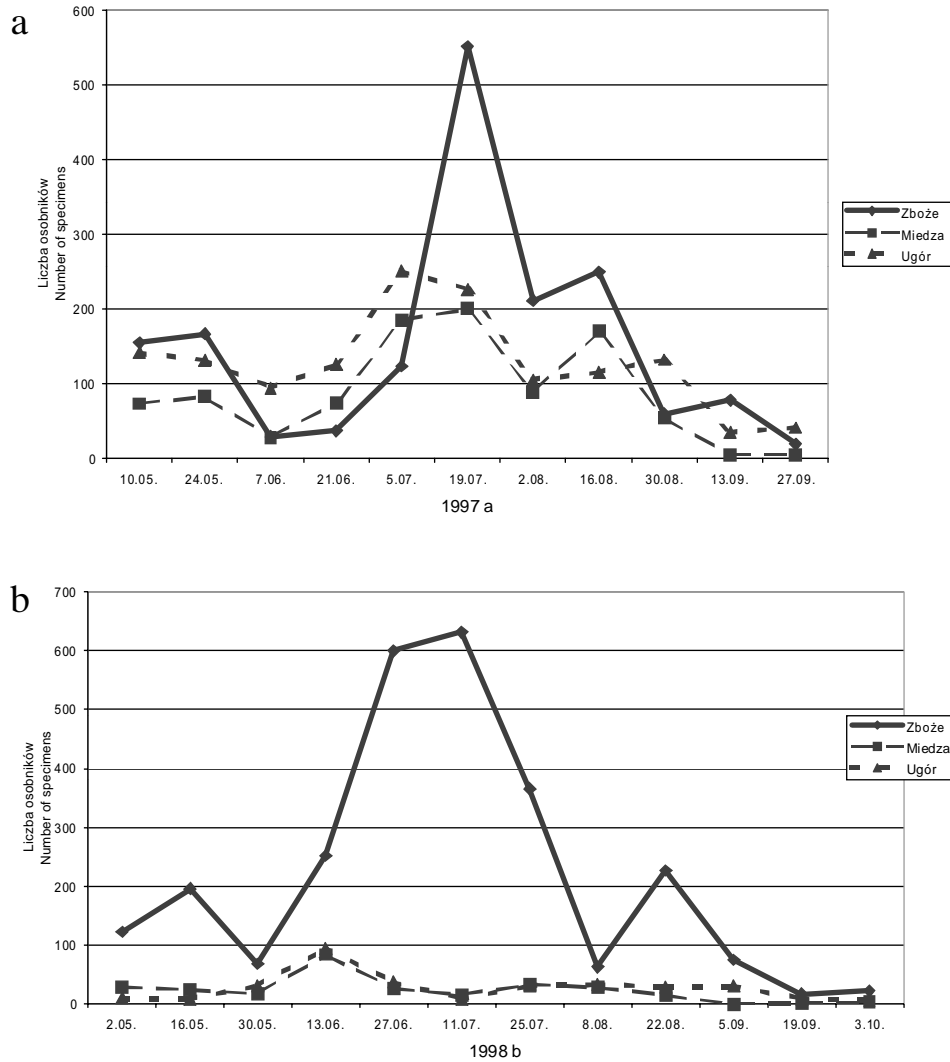 a
600
500
400
300
200
100
0
Liczba osobników
Number of specimens
10.05. 24.05. 7.06. 21.06. 5.07. 19.07. 2.08. 16.08. 30.08. 13.09. 27.09.
1997 a
Zboże
Miedza
Ugór
b
700
600
500
400
300
200
100
0
Liczba osobników
Number of specimens
2.05. 16.05. 30.05. 13.06. 27.06. 11.07. 25.07. 8.08. 22.08. 5.09. 19.09. 3.10.
1998 b
Zboże
Miedza
Ugór